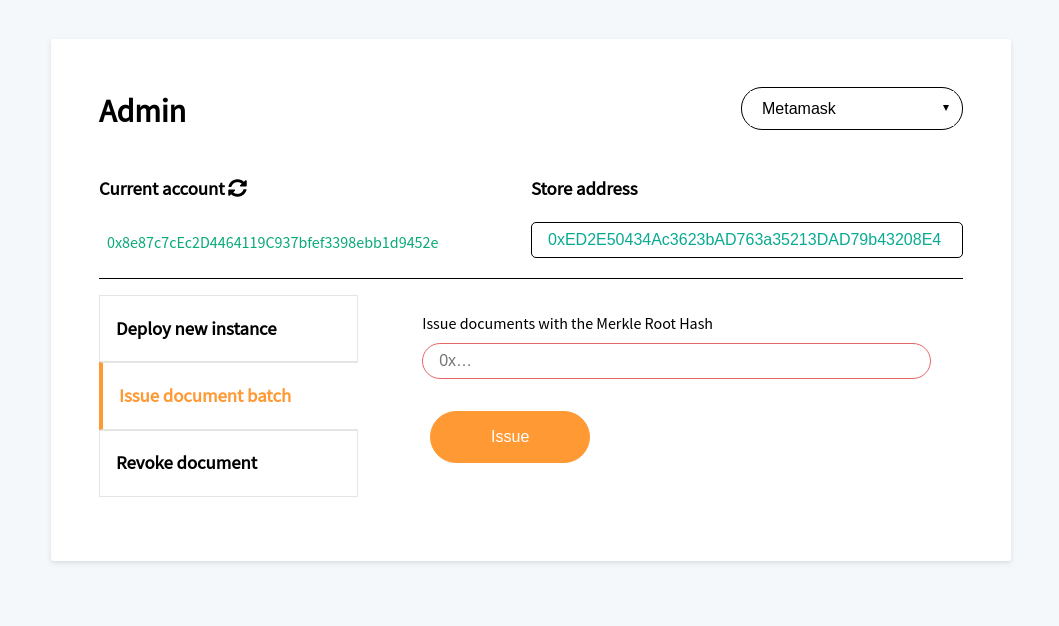 Admin
Metamask
Current account
Store address
0x8e87c7cEc2D4464119C937bfef3398ebb1d9452e
0xED2E50434Ac3623bAD763a35213DAD79b43208E4
Deploy new instance
Issue document batch
Revoke document
Issue documents with the Merkle Root Hash
0x…
Issue